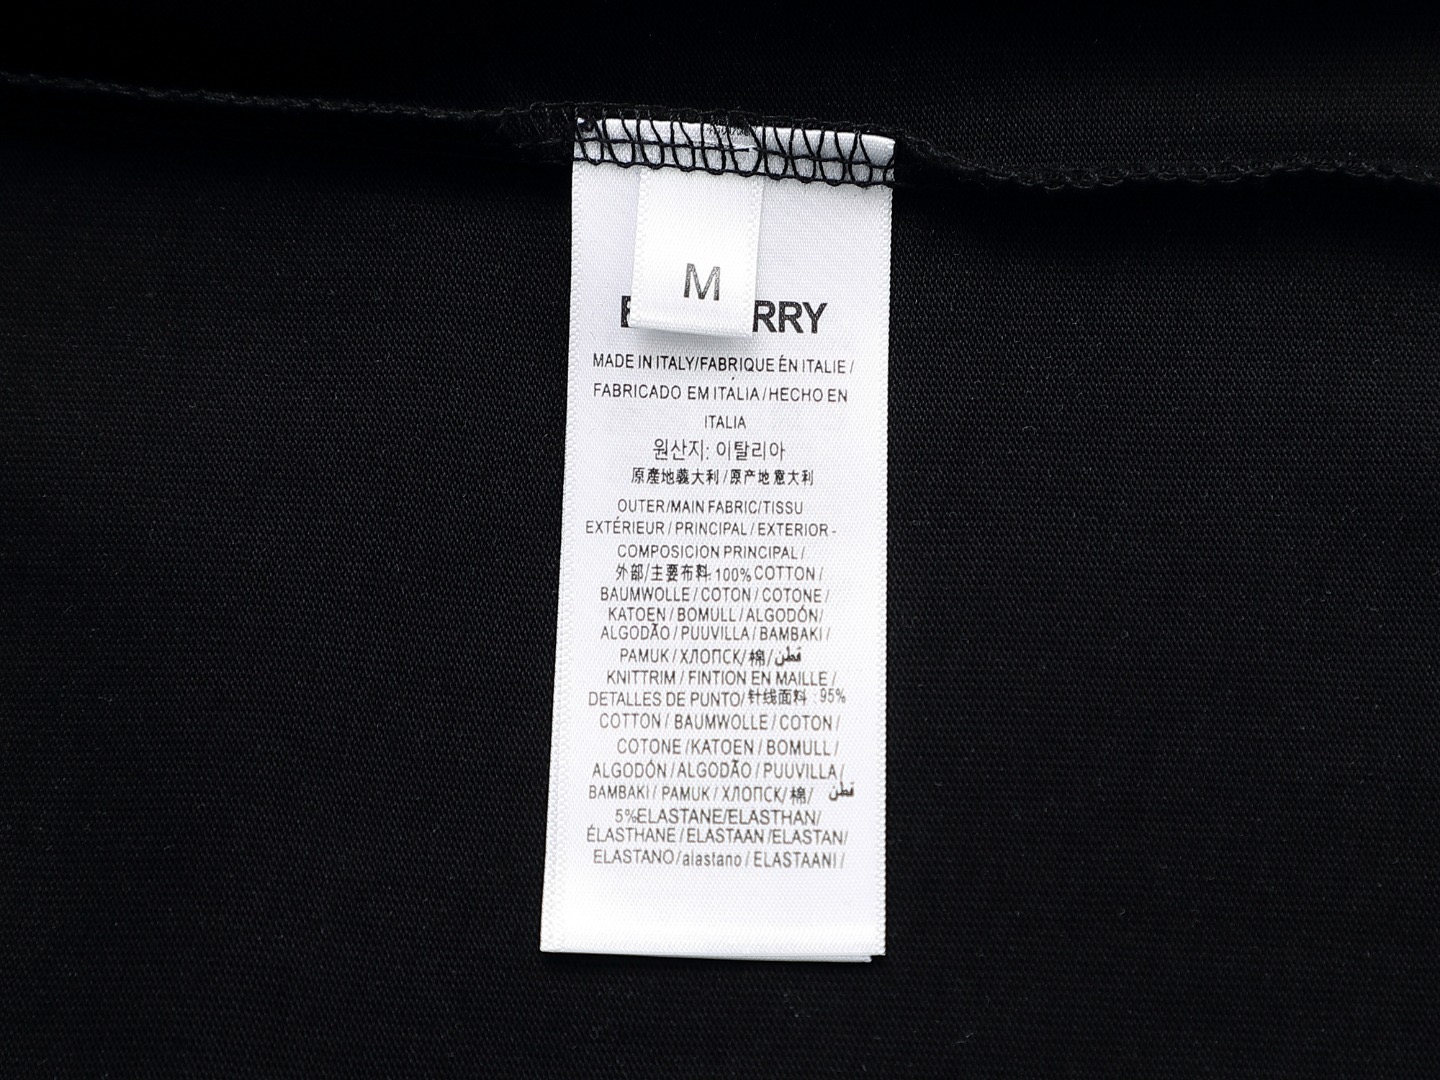 M
RRY
MADE IN ITALY/FABRIQUE ÉN ITALIE/
FABRICADO EM ITÁLIA/HECHO EN
ITALIA
원산지: 이탈리아
原產地義大利/原产地意大利
OUTER/MAIN FABRIC/TISSU
EXTÉRIEUR/PRINCIPAL/EXTERIOR-
COMPOSICION PRINCIPAL/
外部/主要布料:100% COTTON/
BAUMWOLLE/COTON/COTONE/
KATOEN/BOMULL/ALGODÓN/
ALGODÃO/PUUVILLA/BAMBAKI/
PAMUK/ХЛОПСК/棉/قطن
KNITTRIM/FINTION EN MAILLE/
DETALLES DE PUNTO/针线面料:95%
COTTON/BAUMWOLLE/COTON/
COTONE/KATOEN/BOMULL/
ALGODÓN/ALGODÃO/PUUVILLA/
BAMBAKI/PAMUK/ХЛОПСК/棉/ قطن
5%ELASTANE/ELASTHAN/
ÉLASTHANE/ELASTAAN/ELASTAN/
ELASTANO/alastano/ELASTAANI/